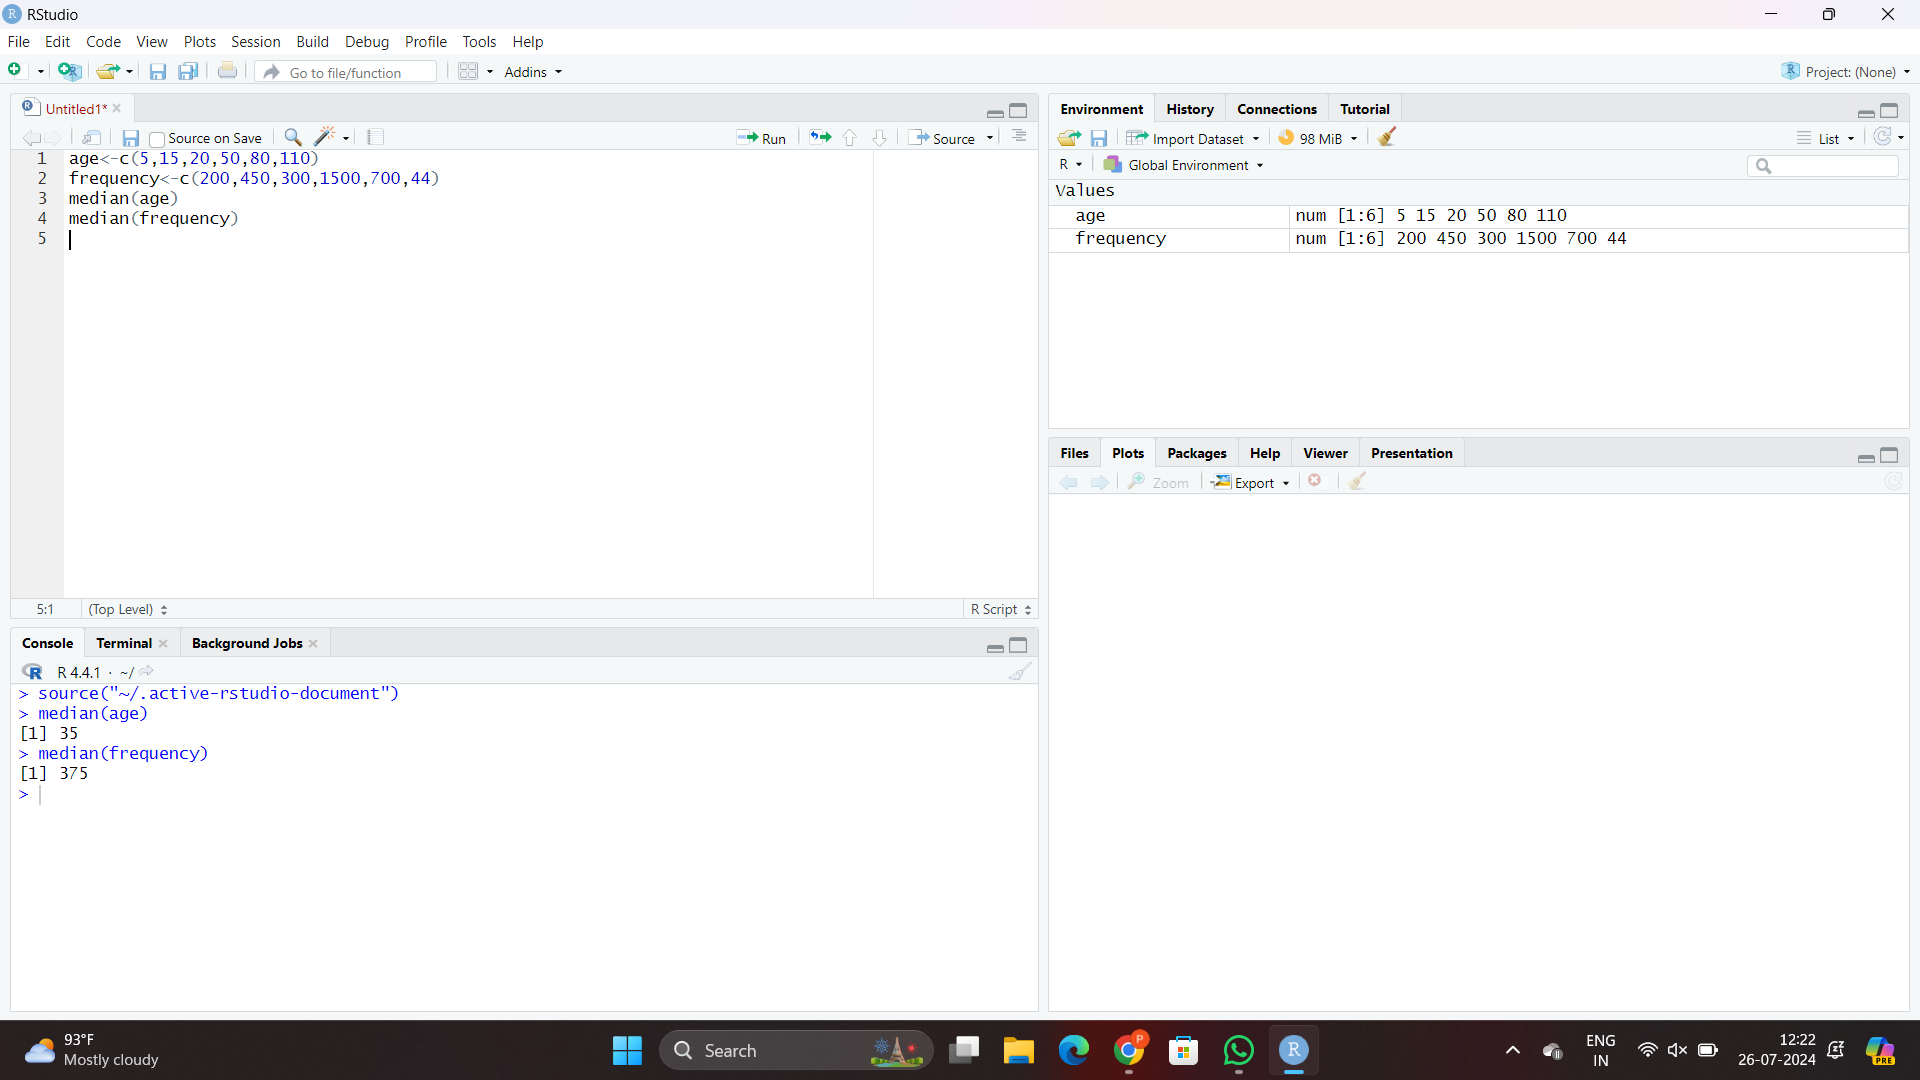 RStudio
File Edit Code View Plots Session Build Debug Profile Tools Help
Go to file/function Addins Project: (None)
Untitled1*
Source on Save Run Source
1 age<-c(5,15,20,50,80,110)
2 frequency<-c(200,450,300,1500,700,44)
3 median(age)
4 median(frequency)
5
5:1 (Top Level) R Script
Console Terminal Background Jobs
R 4.4.1 · ~/
> source("~/.active-rstudio-document")
> median(age)
[1] 35
> median(frequency)
[1] 375
>
Environment History Connections Tutorial
Import Dataset 98 MiB List
R Global Environment
Values
age num [1:6] 5 15 20 50 80 110
frequency num [1:6] 200 450 300 1500 700 44
Files Plots Packages Help Viewer Presentation
Zoom Export
93°F
Mostly cloudy
Search
P
R
ENG
IN
12:22
26-07-2024
PRE